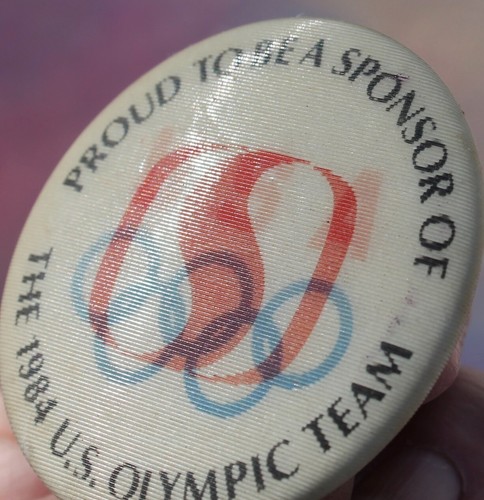 PROUD TO BE A SPONSOR OF
THE 1984 U.S. OLYMPIC TEAM